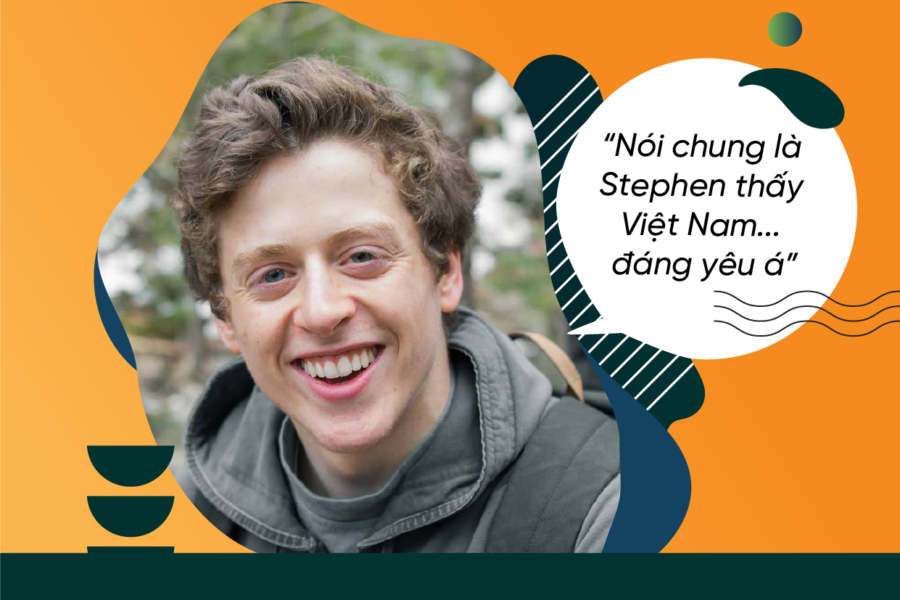 “Nói chung là
Stephen thấy
Việt Nam...
đáng yêu á”